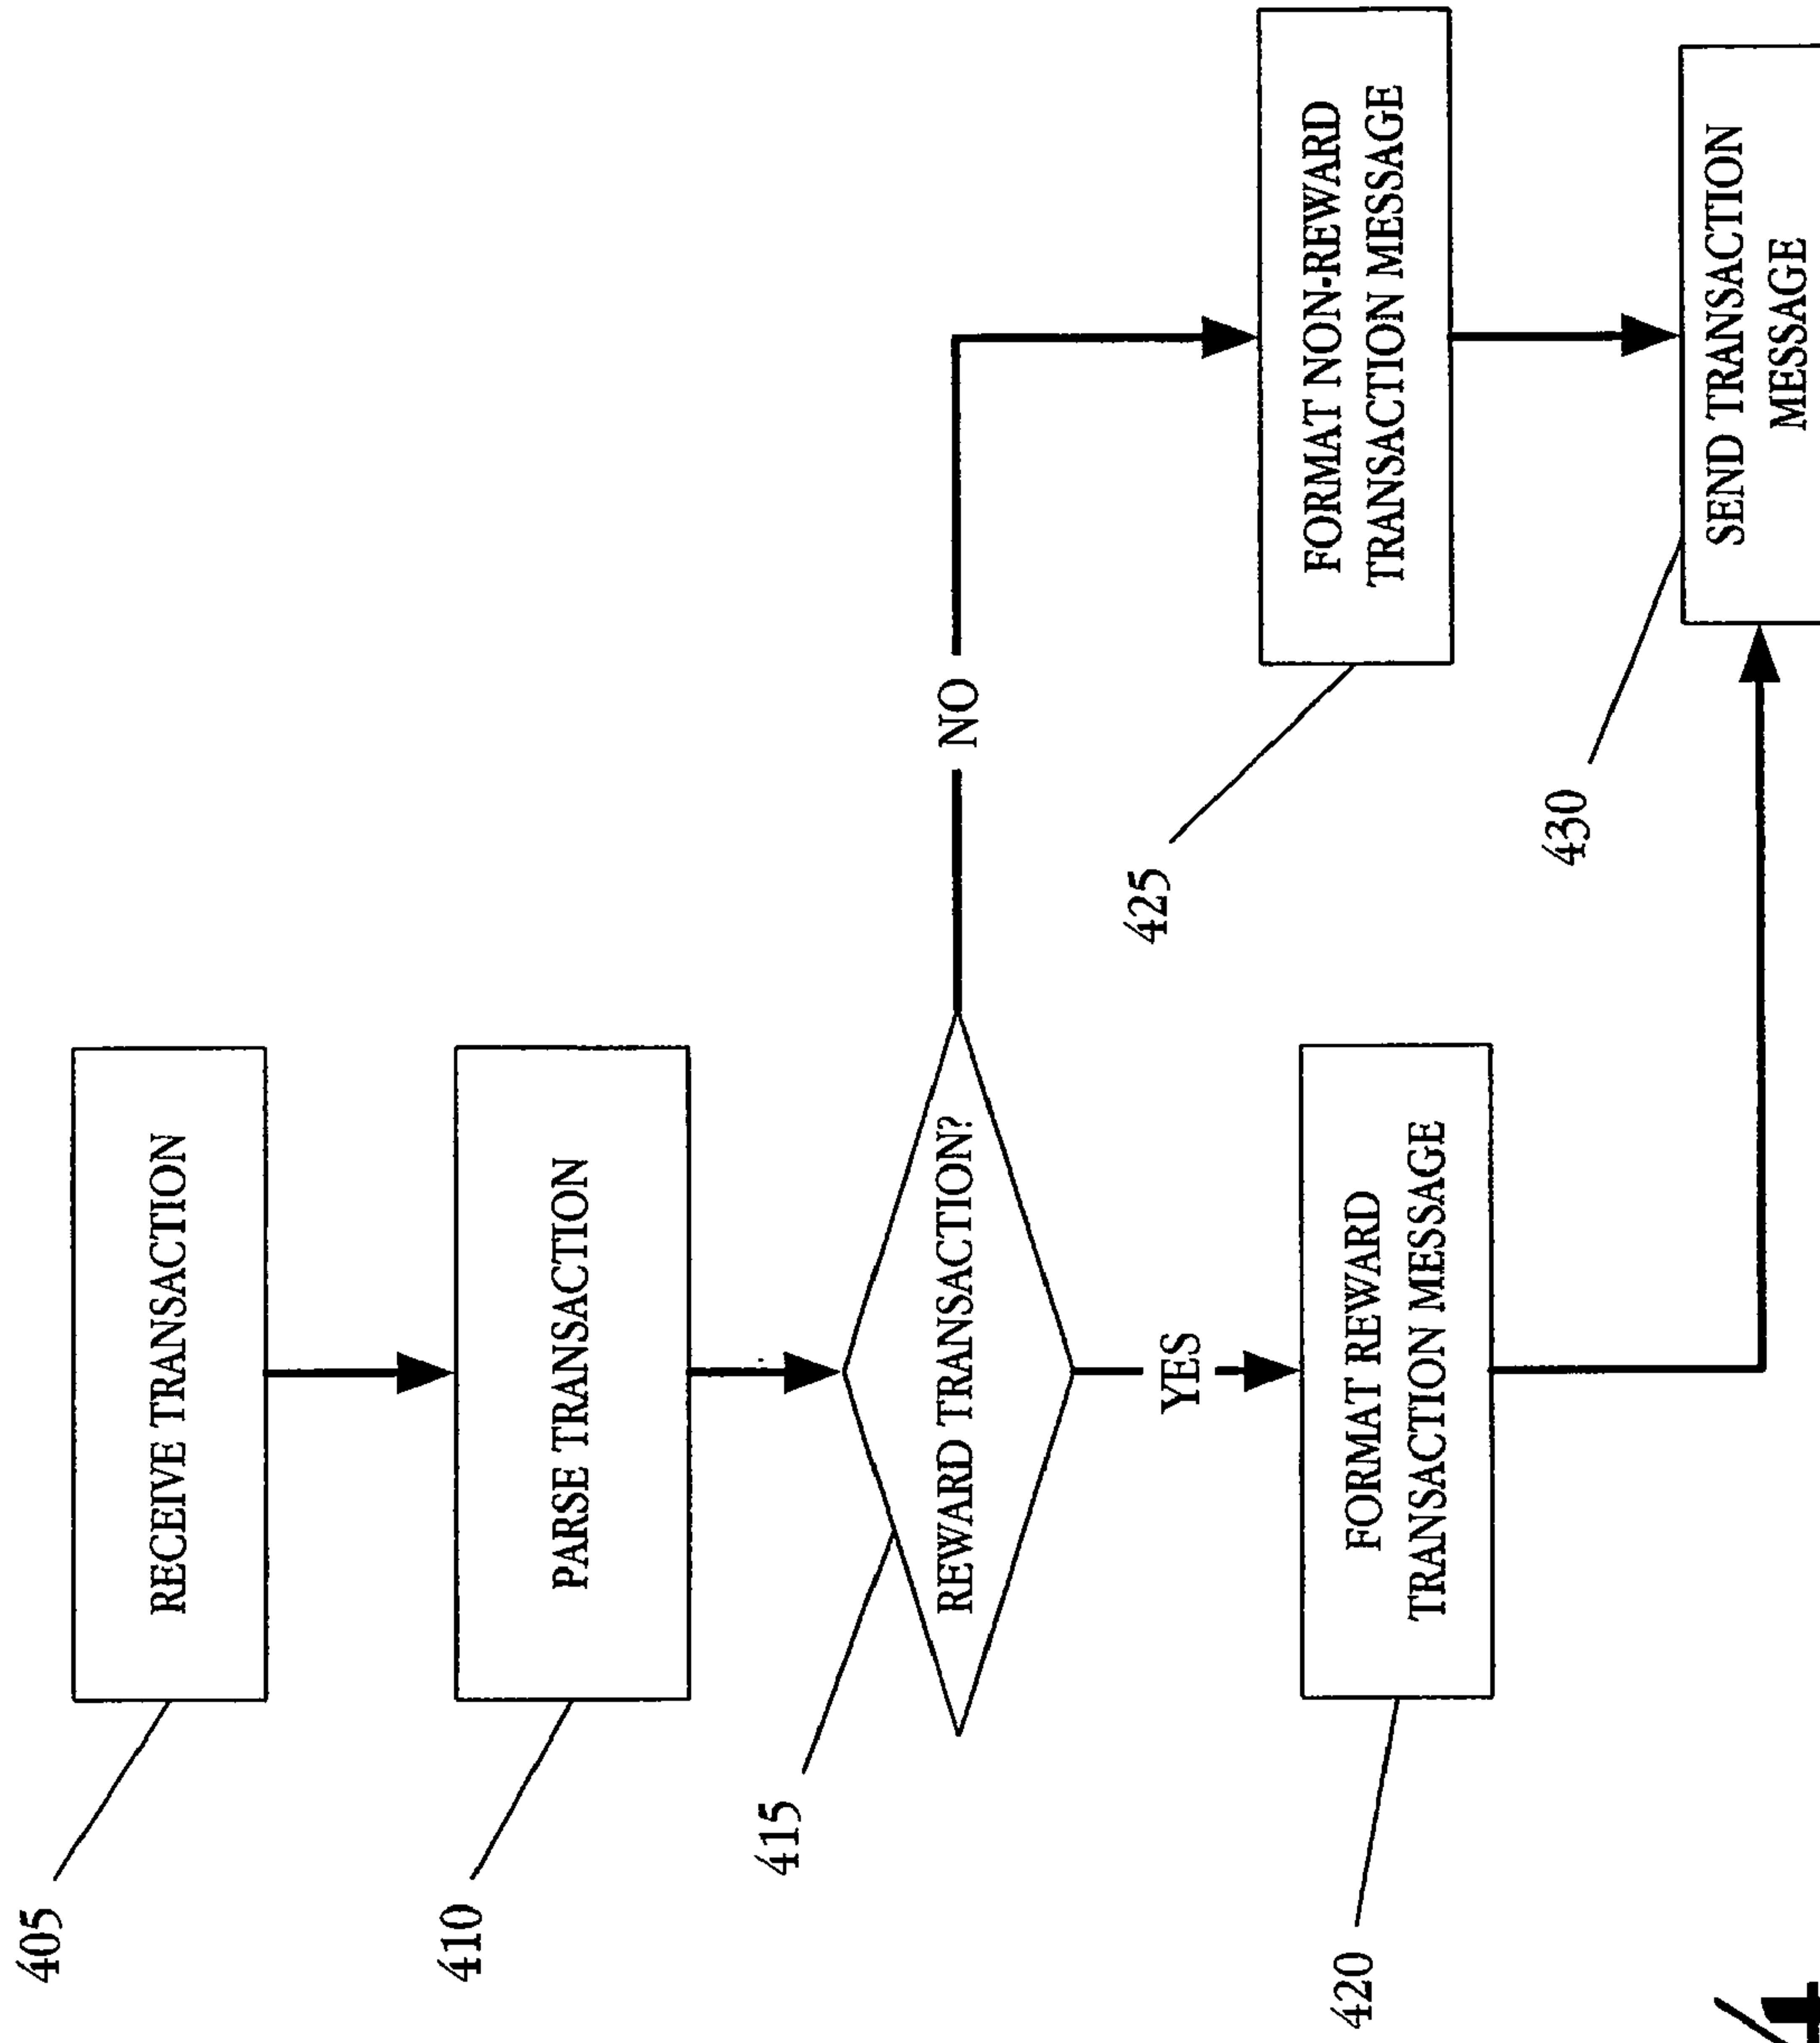 405
RECEIVE TRANSACTION
410
PARSE TRANSACTION
415
REWARD TRANSACTION?
NO
YES
420
FORMAT REWARD
TRANSACTION MESSAGE
425
FORMAT NON-REWARD
TRANSACTION MESSAGE
430
SEND TRANSACTION
MESSAGE